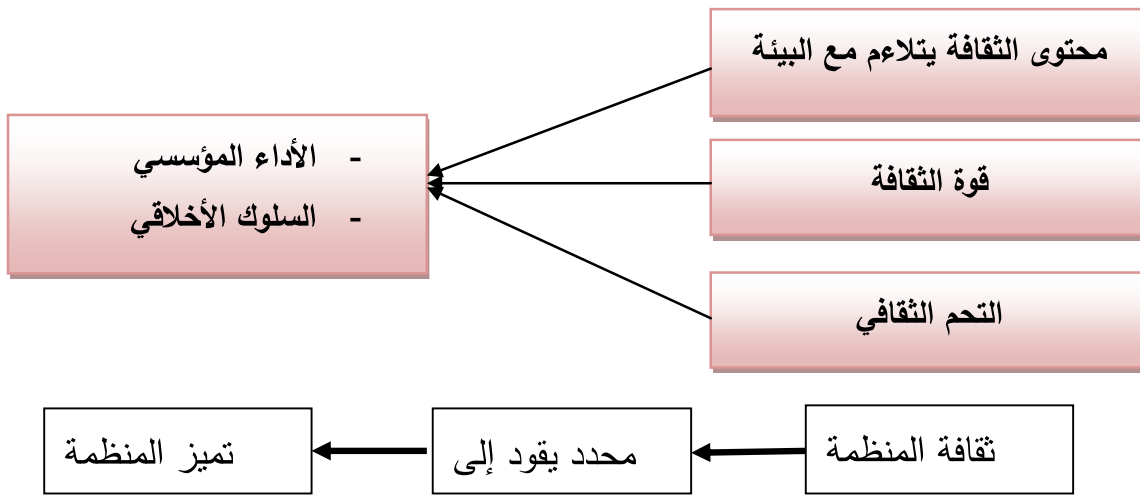 محتوى الثقافة يتلاءم مع البيئة
قوة الثقافة
التحم الثقافي
- الأداء المؤسسي
- السلوك الأخلاقي
ثقافة المنظمة
محدد يقود إلى
تميز المنظمة